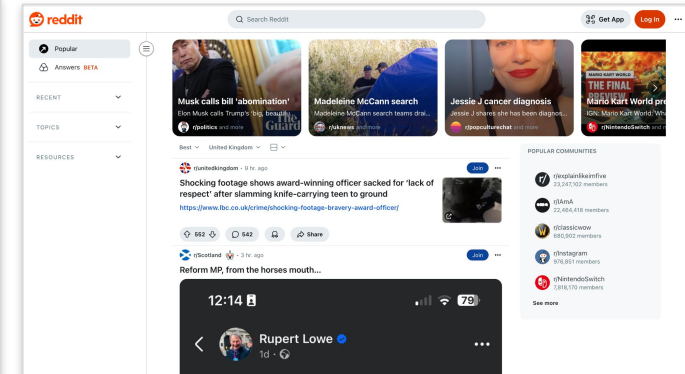 reddit
Search Reddit
Get App
Log In
Popular
Answers BETA
RECENT
TOPICS
RESOURCES
Musk calls bill 'abomination'
Elon Musk calls Trump's 'big, beautiful
r/politics and more
Guard
Madeleine McCann search
Madeleine McCann search teams drai...
r/uknews and more
Jessie J cancer diagnosis
Jessie J shares she has been diagnos...
r/popculturechat and more
MARIO KART WORLD
THE FINAL
PREVIEW
Mario Kart World pre
IGN: Mario Kart World: Wha
r/NintendoSwitch and m
Best
United Kingdom
r/unitedkingdom • 9 hr. ago
Join
Shocking footage shows award-winning officer sacked for 'lack of
respect' after slamming knife-carrying teen to ground
https://www.lbc.co.uk/crime/shocking-footage-bravery-award-officer/
552
542
Share
r/Scotland • 3 hr. ago
Join
Reform MP, from the horses mouth...
12:14
79
Rupert Lowe
1d
POPULAR COMMUNITIES
r/explainlikeimfive
23,247,102 members
r/IAmA
22,464,418 members
r/classicwow
680,902 members
r/Instagram
976,851 members
r/NintendoSwitch
7,818,170 members
See more